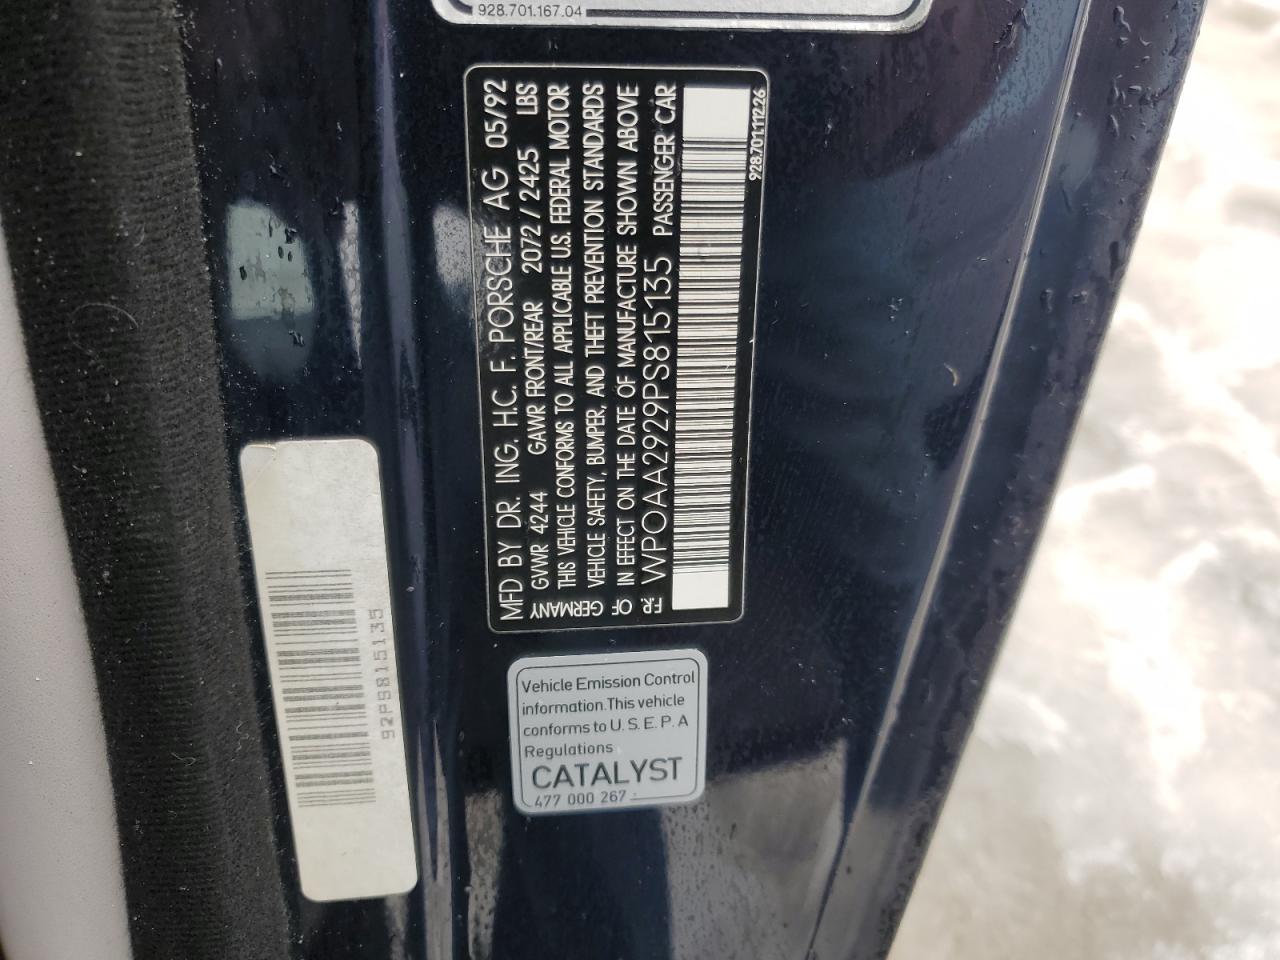 928.701.167.04
MFD BY DR. ING. H.C. F. PORSCHE AG 05/92
GVWR 4244 GAWR FRONT/REAR 2072 / 2425 LBS
THIS VEHICLE CONFORMS TO ALL APPLICABLE U.S. FEDERAL MOTOR
VEHICLE SAFETY, BUMPER, AND THEFT PREVENTION STANDARDS
IN EFFECT ON THE DATE OF MANUFACTURE SHOWN ABOVE
WPOAA2929PS815135 PASSENGER CAR
F.R. OF GERMANY
928.701.112.26
92PS815135
Vehicle Emission Control
information.This vehicle
conforms to U.S.E.P.A
Regulations
CATALYST
477 000 267